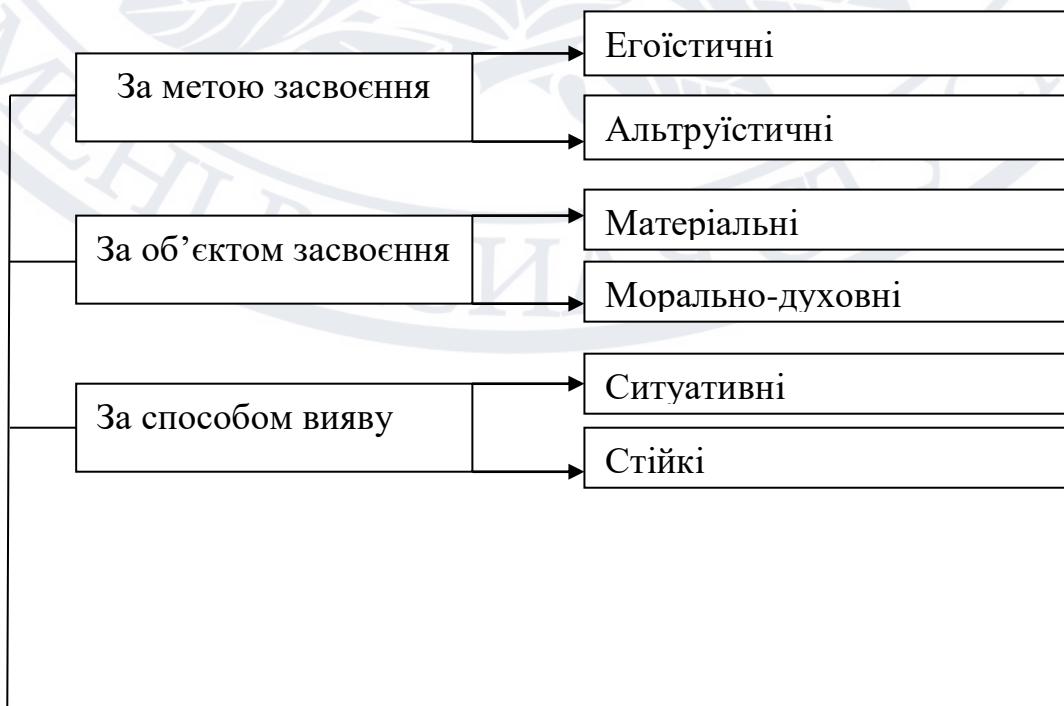 За метою засвоєння
Егоїстичні
Альтруїстичні
За об’єктом засвоєння
Матеріальні
Морально-духовні
За способом вияву
Ситуативні
Стійкі